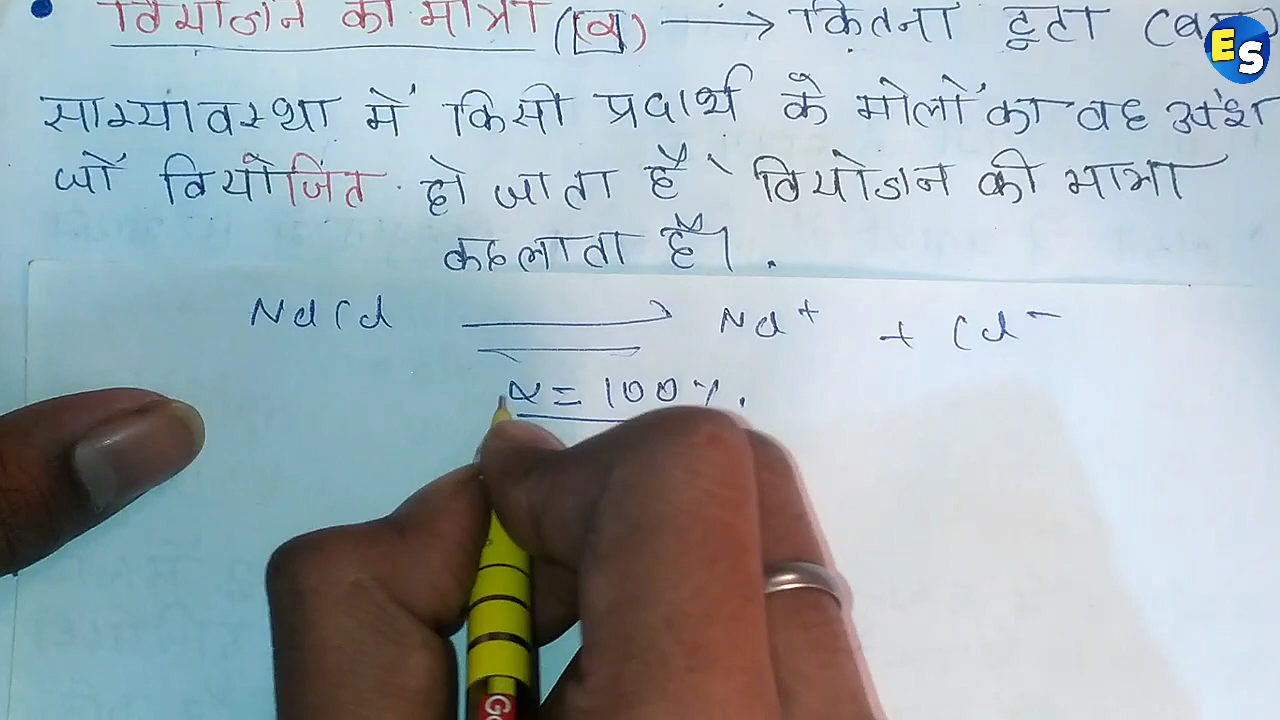 वियोजन की मात्रा (α) → कितना टूटा
साम्यावस्था में किसी पदार्थ के मोलों का वह अंश
जो वियोजित हो जाता है वियोजन की मात्रा
कहलाता है।
NaCl ⇌ Na⁺ + Cl⁻
α = 100%.
ES